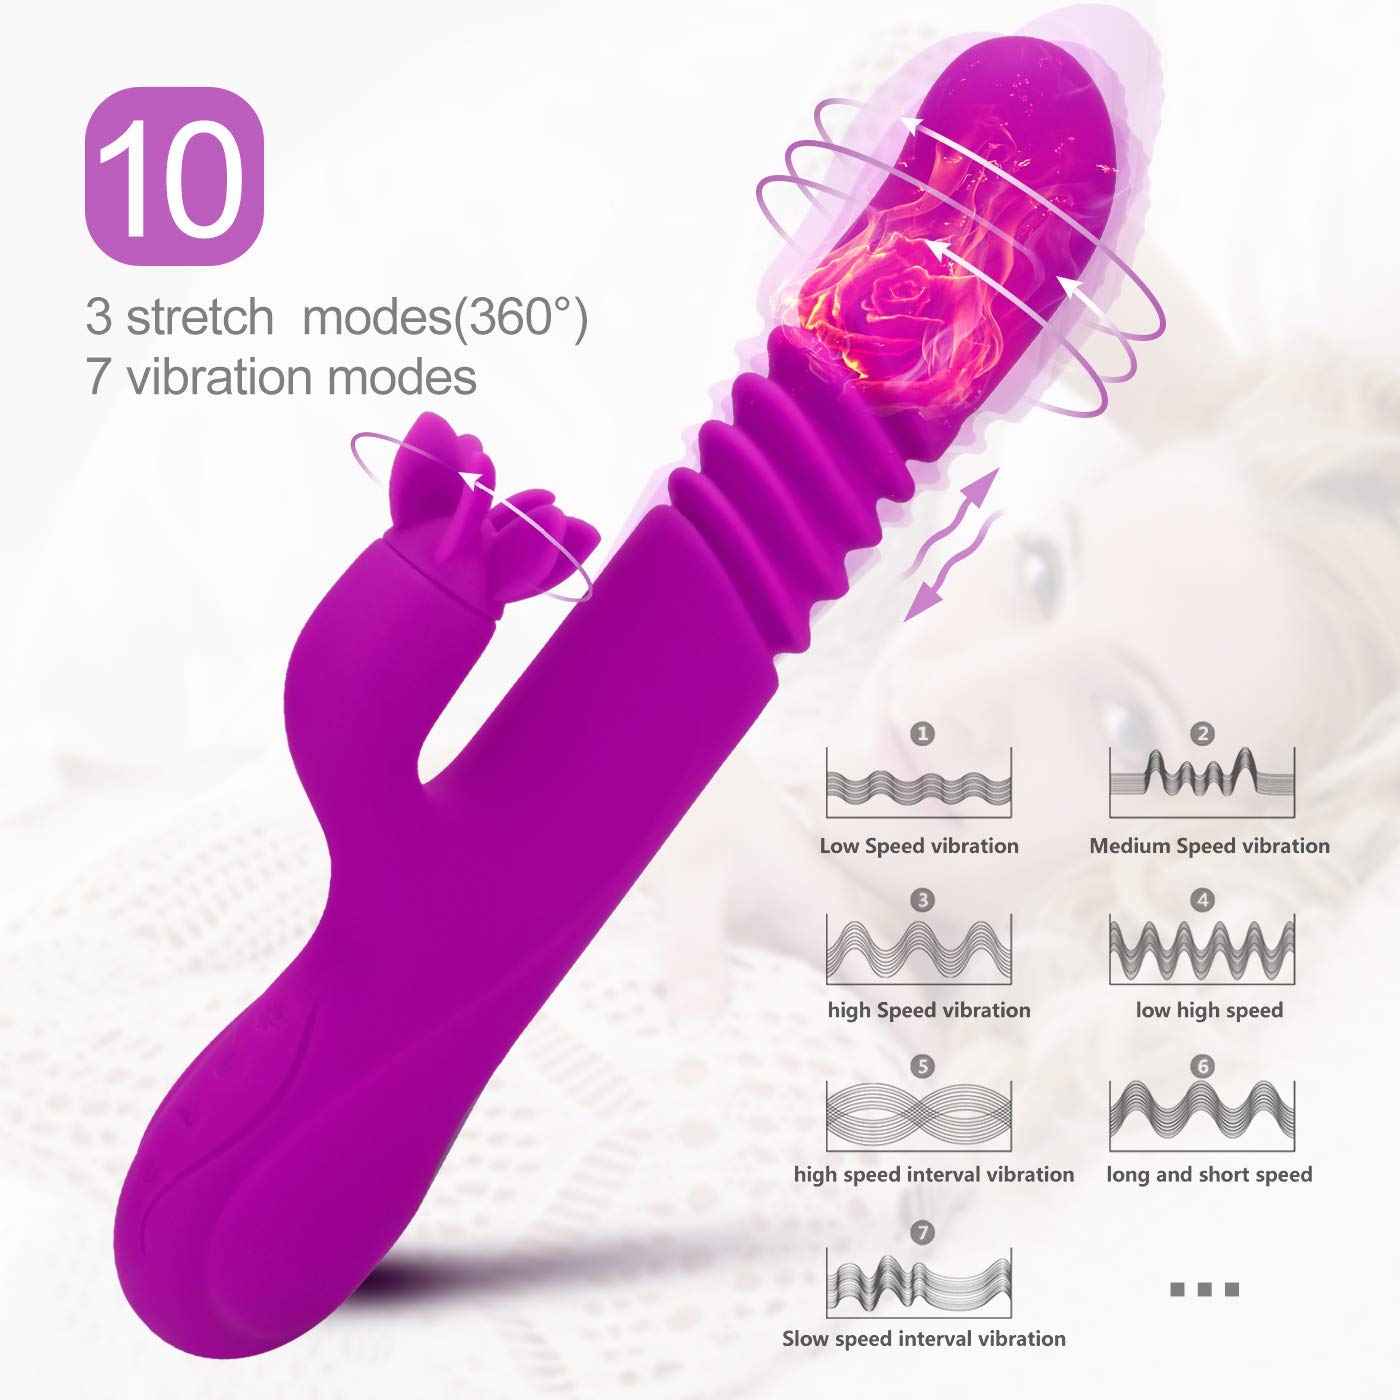 10
3 stretch modes(360°)
7 vibration modes
1
Low Speed vibration
2
Medium Speed vibration
3
high Speed vibration
4
low high speed
5
high speed interval vibration
6
long and short speed
7
Slow speed interval vibration